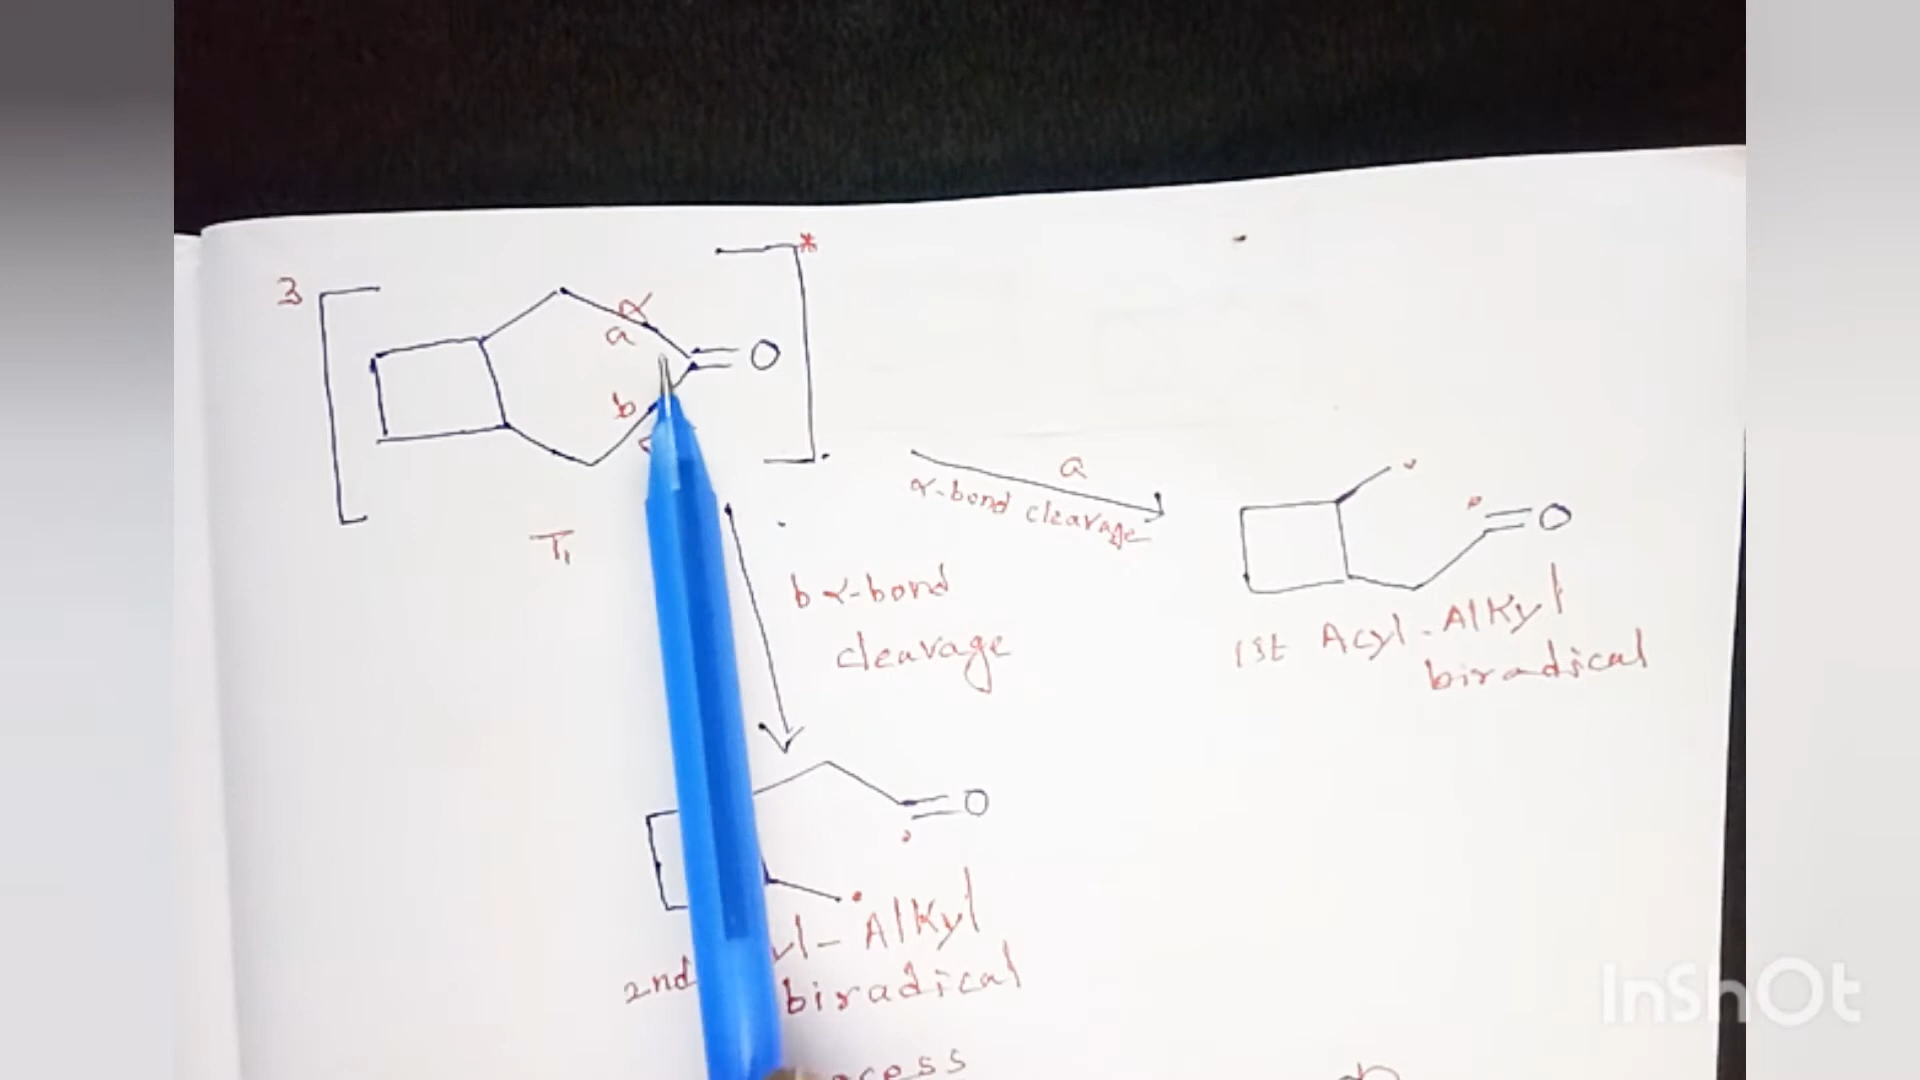 3
*
α
a
O
b
T₁
a
α-bond cleavage
O
1st Acyl-Alkyl
biradical
b α-bond
cleavage
O
Alkyl
2nd
biradical
InShOt